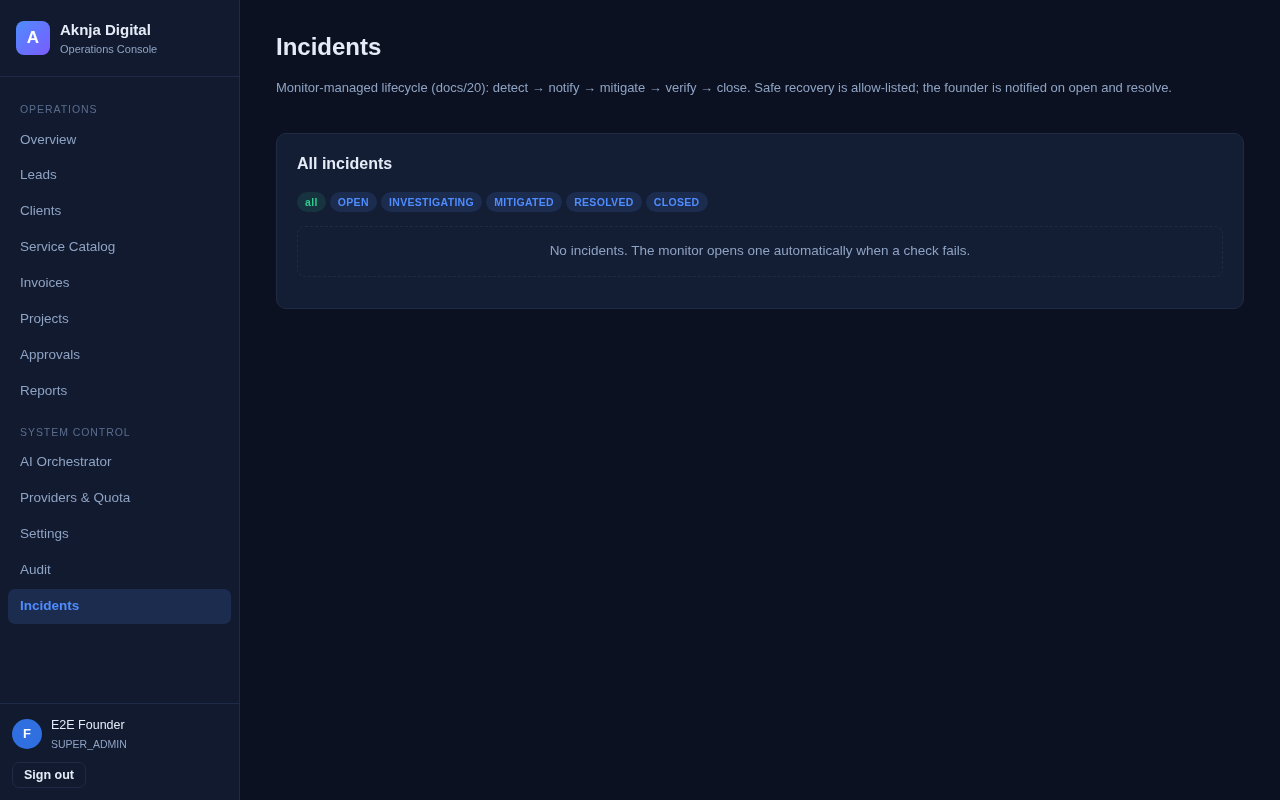 A
Aknja Digital
Operations Console
OPERATIONS
Overview
Leads
Clients
Service Catalog
Invoices
Projects
Approvals
Reports
SYSTEM CONTROL
AI Orchestrator
Providers & Quota
Settings
Audit
Incidents
F
E2E Founder
SUPER_ADMIN
Sign out
Incidents
Monitor-managed lifecycle (docs/20): detect → notify → mitigate → verify → close. Safe recovery is allow-listed; the founder is notified on open and resolve.
All incidents
all OPEN INVESTIGATING MITIGATED RESOLVED CLOSED
No incidents. The monitor opens one automatically when a check fails.